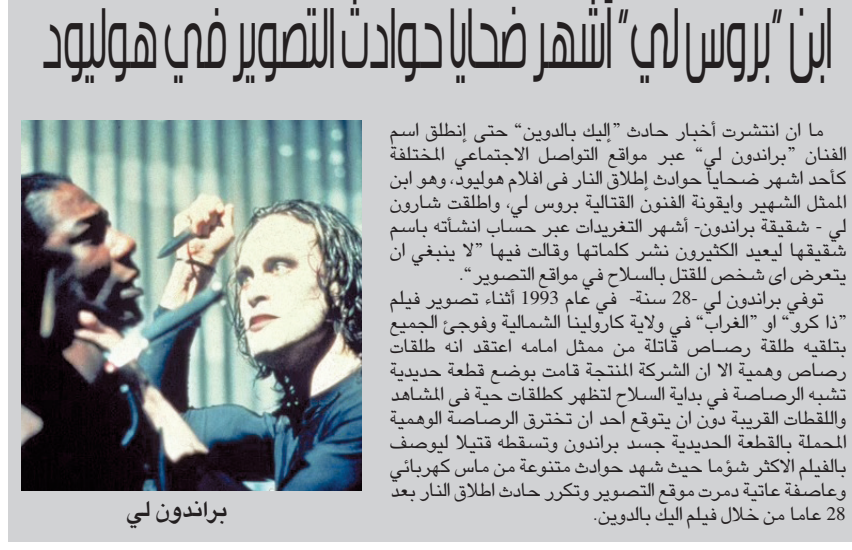 ابن "بروس لي" أشهر ضحايا حوادث التصوير في هوليود
ما ان انتشرت أخبار حادث "إليك بالدوين" حتى إنطلق اسم
الفنان "براندون لي" عبر مواقع التواصل الاجتماعي المختلفة
كأحد اشهر ضحايا حوادث إطلاق النار فى افلام هوليود، وهو ابن
الممثل الشهير وايقونة الفنون القتالية بروس لي، واطلقت شارون
لي - شقيقة براندون- أشهر التغريدات عبر حساب انشأته باسم
شقيقها ليعيد الكثيرون نشر كلماتها وقالت فيها "لا ينبغي ان
يتعرض اى شخص للقتل بالسلاح في مواقع التصوير".
توفي براندون لي -28 سنة- في عام 1993 أثناء تصوير فيلم
"ذا كرو" او "الغراب" في ولاية كارولينا الشمالية وفوجئ الجميع
بتلقيه طلقة رصاص قاتلة من ممثل امامه اعتقد انه طلقات
رصاص وهمية الا ان الشركة المنتجة قامت بوضع قطعة حديدية
تشبه الرصاصة في بداية السلاح لتظهر كطلقات حية فى المشاهد
واللقطات القريبة دون ان يتوقع احد ان تخترق الرصاصة الوهمية
المحملة بالقطعة الحديدية جسد براندون وتسقطه قتيلا ليوصف
بالفيلم الاكثر شؤما حيث شهد حوادث متنوعة من ماس كهربائي
وعاصفة عاتية دمرت موقع التصوير وتكرر حادث اطلاق النار بعد
28 عاما من خلال فيلم اليك بالدوين.
براندون لي